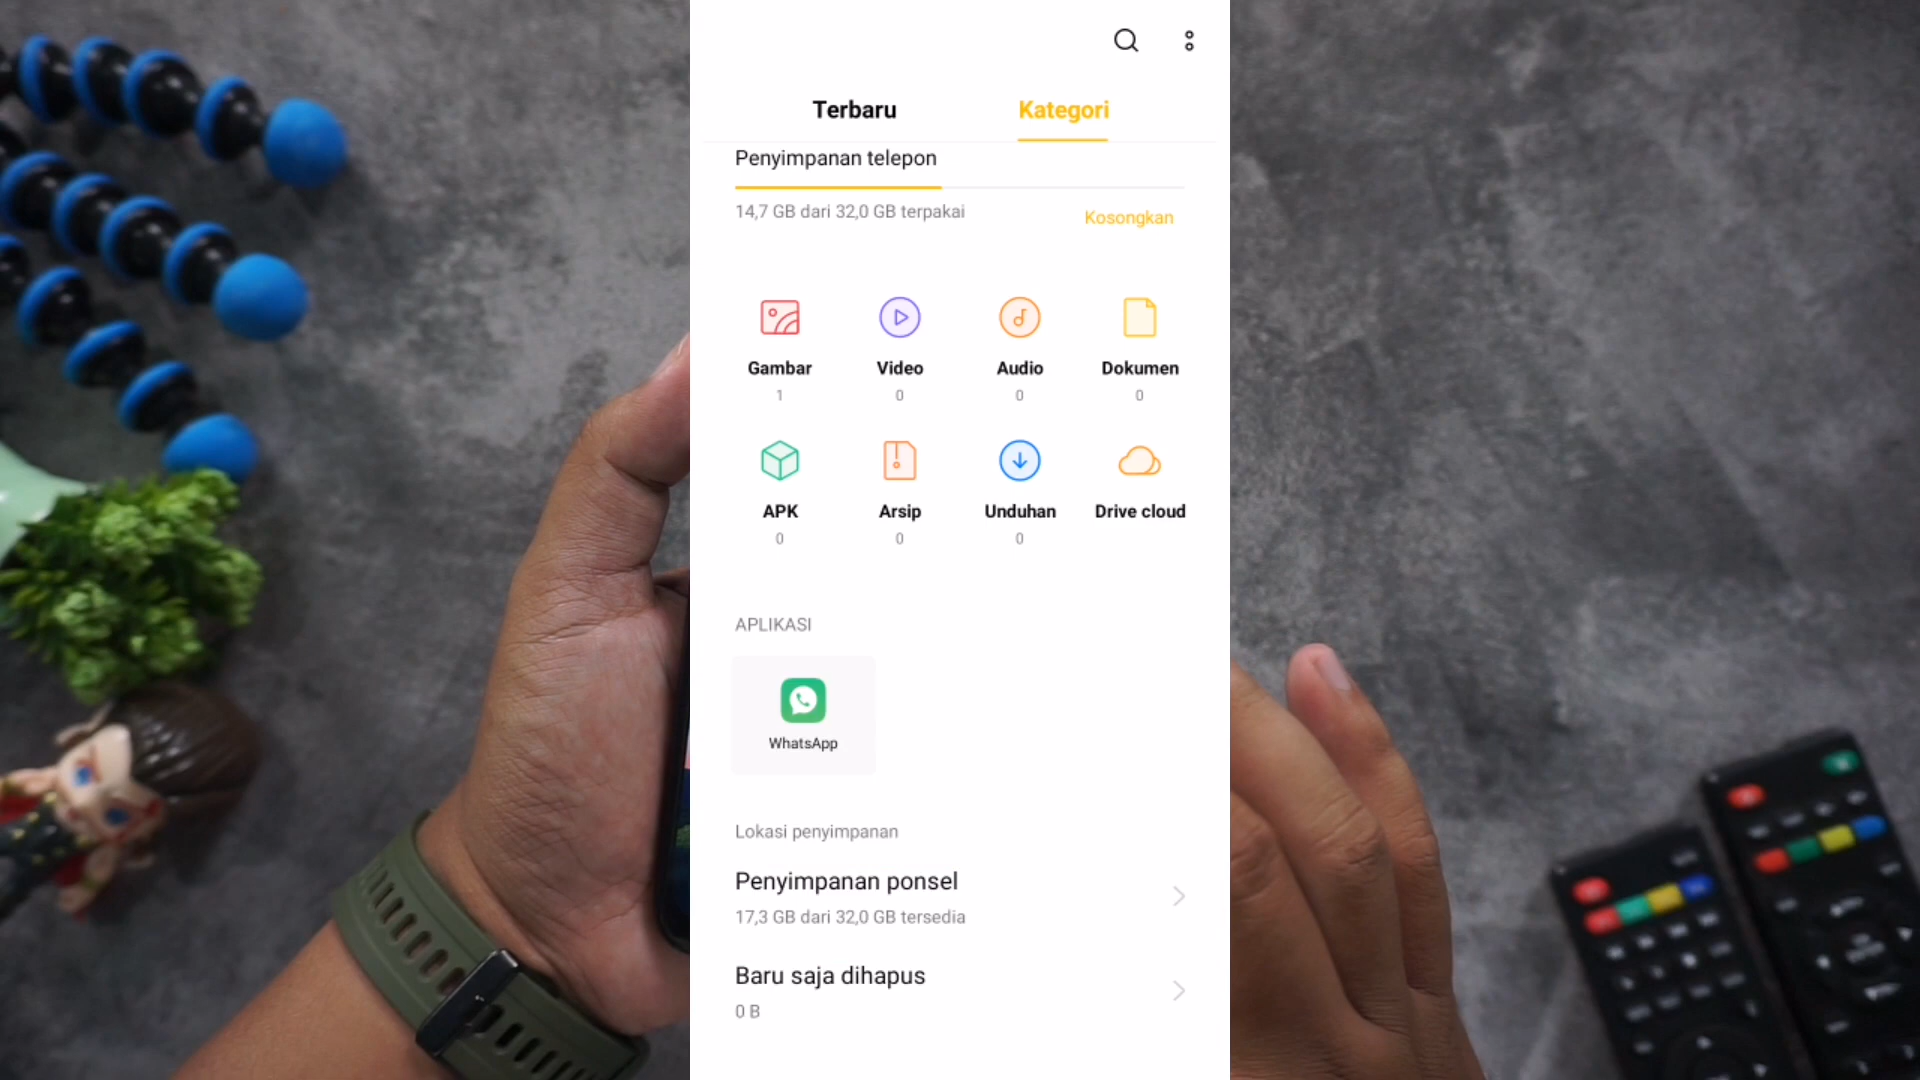 Terbaru
Kategori
Penyimpanan telepon
14,7 GB dari 32,0 GB terpakai
Kosongkan
Gambar
Video
Audio
Dokumen
1
0
0
0
APK
Arsip
Unduhan
Drive cloud
0
0
0
APLIKASI
WhatsApp
Lokasi penyimpanan
Penyimpanan ponsel
17,3 GB dari 32,0 GB tersedia
Baru saja dihapus
0 B